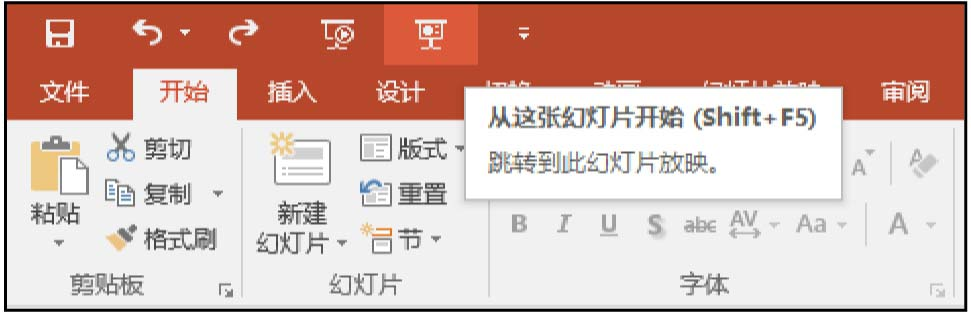 文件 开始 插入 设计 审阅
从这张幻灯片开始 (Shift+F5)
跳转到此幻灯片放映。
粘贴
剪切
复制
格式刷
新建
幻灯片
版式
重置
节
B I U S abc AV Aa A
A
剪贴板 幻灯片 字体